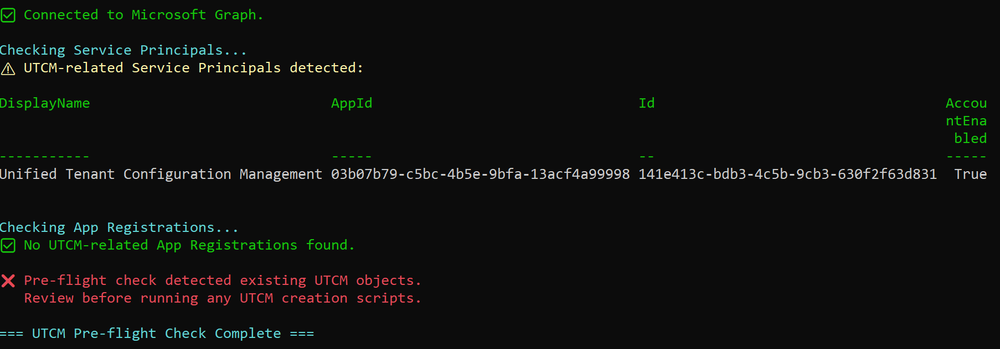 ✅ Connected to Microsoft Graph.
Checking Service Principals...
⚠ UTCM-related Service Principals detected:
DisplayName AppId Id Accou
ntEna
bled
----------- ----- -- -----
Unified Tenant Configuration Management 03b07b79-c5bc-4b5e-9bfa-13acf4a99998 141e413c-bdb3-4c5b-9cb3-630f2f63d831 True
Checking App Registrations...
✅ No UTCM-related App Registrations found.
❌ Pre-flight check detected existing UTCM objects.
Review before running any UTCM creation scripts.
=== UTCM Pre-flight Check Complete ===